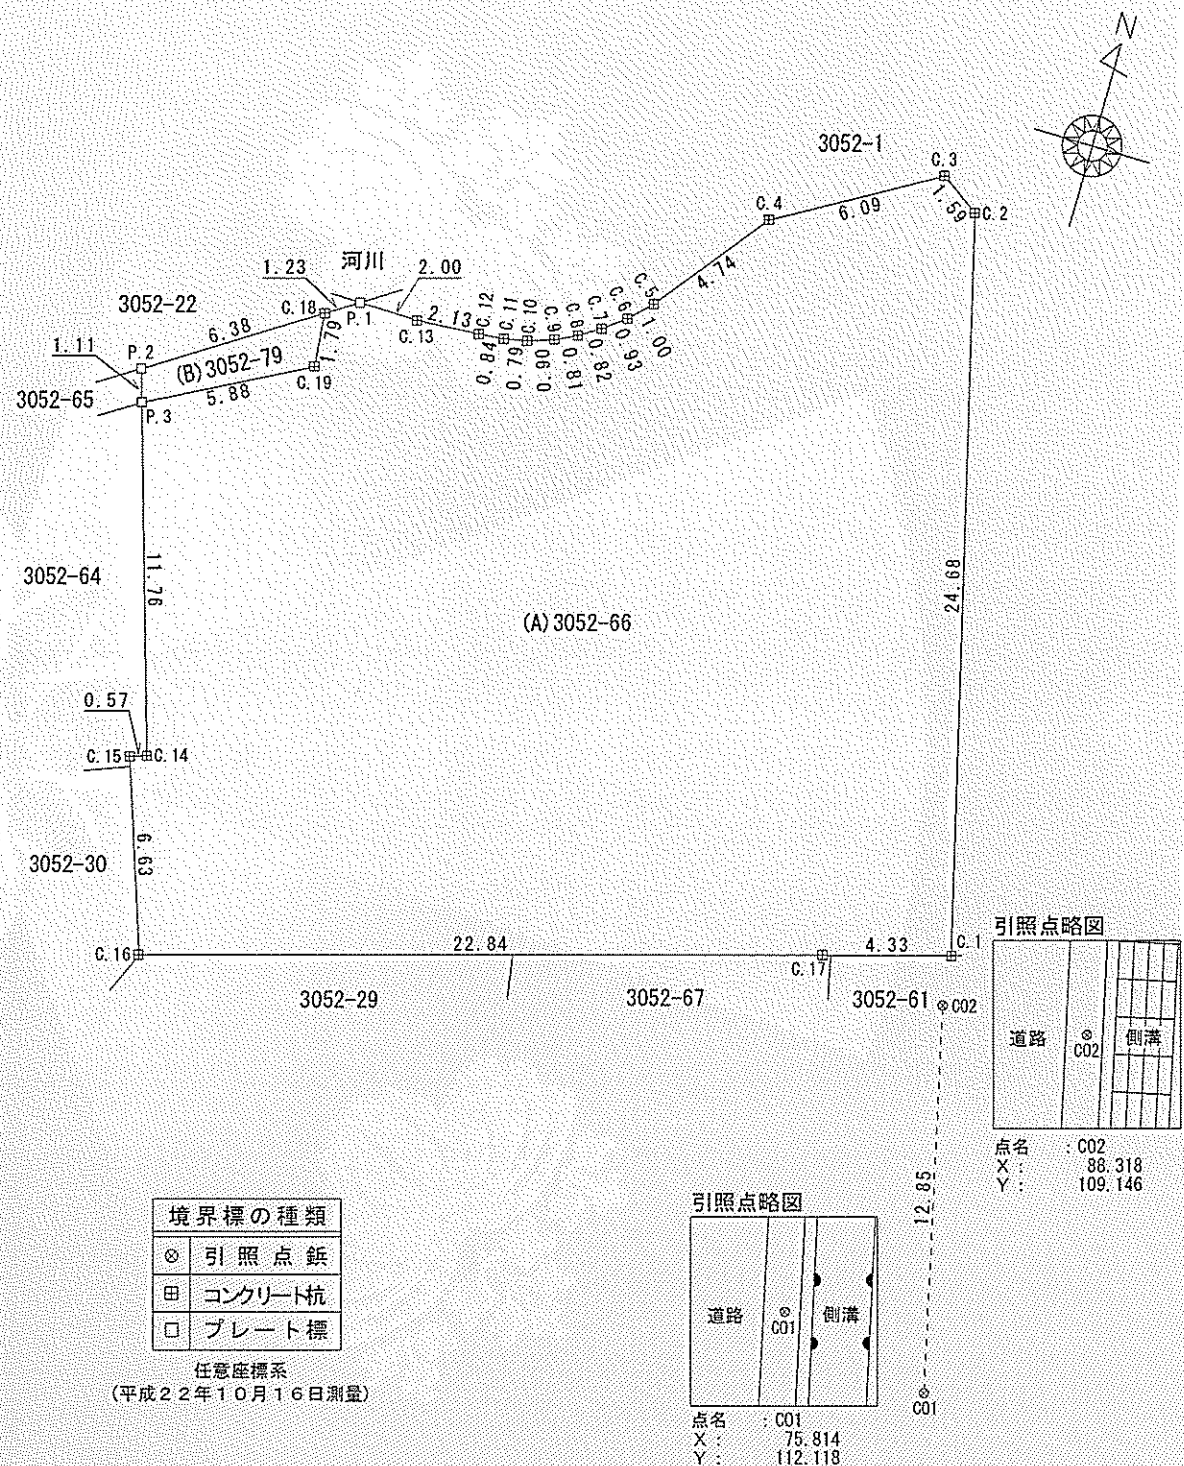 N
3052-1
C.3
C.4
6.09
1.59
C.2
河川
1.23
2.00
3052-22
C.18
P.1
C.13
2.13
C.12
C.11
C.10
C.9
C.8
C.7
C.6
C.5
4.74
6.38
1.79
0.84
0.79
0.90
0.81
0.82
0.93
1.00
1.11
P.2
(B)3052-79
C.19
3052-65
5.88
P.3
3052-64
11.76
24.68
(A)3052-66
0.57
C.15
C.14
6.63
3052-30
C.16
22.84
C.17
4.33
C.1
3052-29
3052-67
3052-61
C02
引照点略図
道路
C02
側溝
点名 : C02
X : 88.318
Y : 109.146
12.85
引照点略図
道路
C01
側溝
C01
点名 : C01
X : 75.814
Y : 112.118
境界標の種類
引照点鋲
コンクリート杭
プレート標
任意座標系
(平成22年10月16日測量)